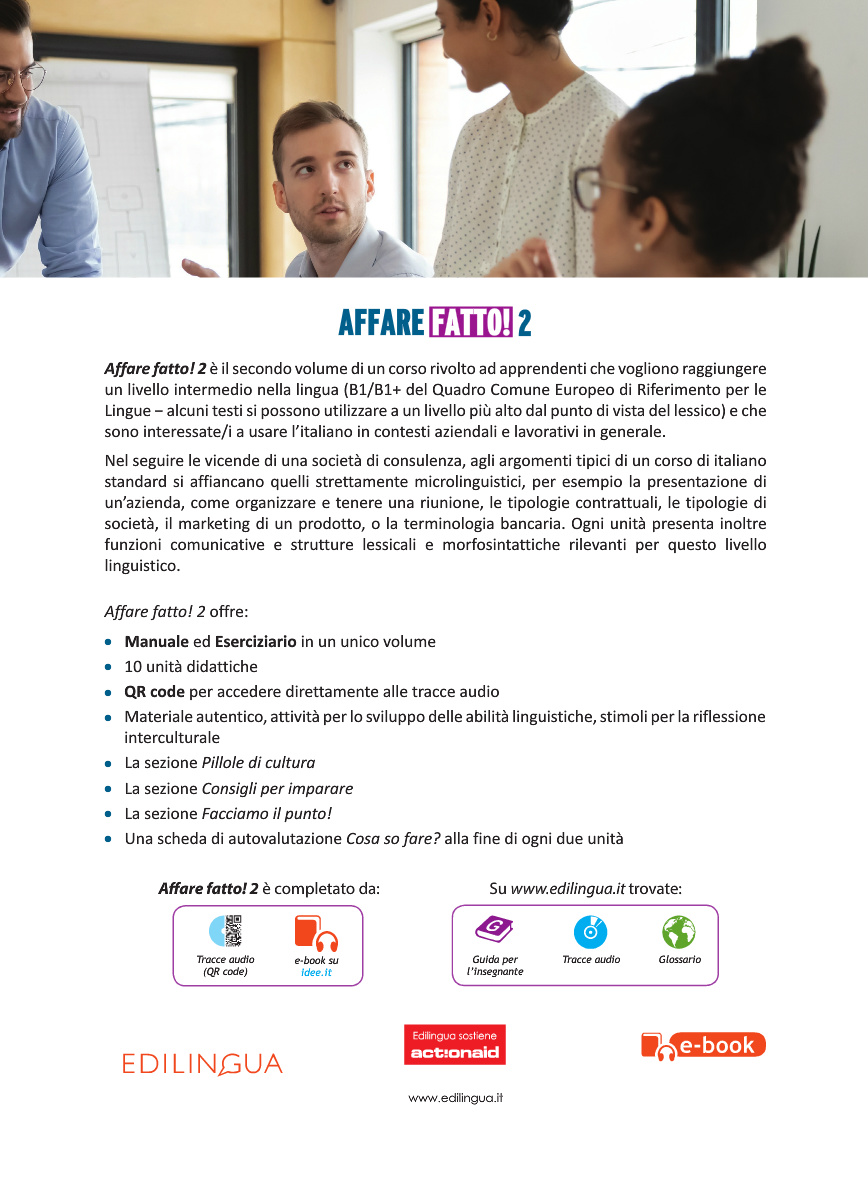 AFFARE FATTO! 2
Affare fatto! 2 è il secondo volume di un corso rivolto ad apprendenti che vogliono raggiungere
un livello intermedio nella lingua (B1/B1+ del Quadro Comune Europeo di Riferimento per le
Lingue – alcuni testi si possono utilizzare a un livello più alto dal punto di vista del lessico) e che
sono interessate/i a usare l'italiano in contesti aziendali e lavorativi in generale.
Nel seguire le vicende di una società di consulenza, agli argomenti tipici di un corso di italiano
standard si affiancano quelli strettamente microlinguistici, per esempio la presentazione di
un'azienda, come organizzare e tenere una riunione, le tipologie contrattuali, le tipologie di
società, il marketing di un prodotto, o la terminologia bancaria. Ogni unità presenta inoltre
funzioni comunicative e strutture lessicali e morfosintattiche rilevanti per questo livello
linguistico.
Affare fatto! 2 offre:
• Manuale ed Eserciziario in un unico volume
• 10 unità didattiche
• QR code per accedere direttamente alle tracce audio
• Materiale autentico, attività per lo sviluppo delle abilità linguistiche, stimoli per la riflessione
interculturale
• La sezione Pillole di cultura
• La sezione Consigli per imparare
• La sezione Facciamo il punto!
• Una scheda di autovalutazione Cosa so fare? alla fine di ogni due unità
Affare fatto! 2 è completato da:
Tracce audio
(QR code)
e-book su
idee.it
Su www.edilingua.it trovate:
G
Guida per
l'insegnante
Tracce audio
Glossario
EDILINGUA
Edilingua sostiene
act:onaid
e-book
www.edilingua.it